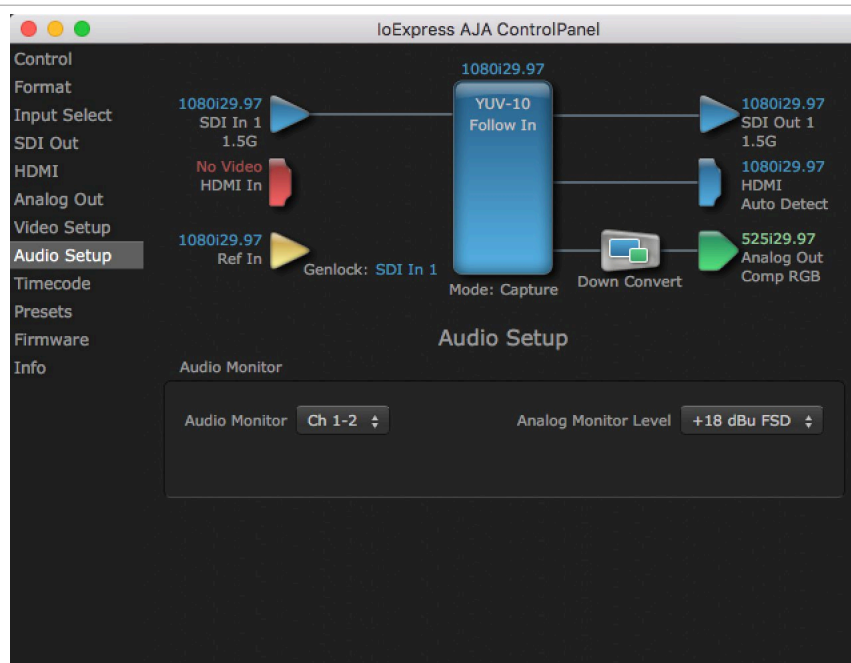 IoExpress AJA ControlPanel
Control
Format
Input Select
SDI Out
HDMI
Analog Out
Video Setup
Audio Setup
Timecode
Presets
Firmware
Info
1080i29.97
YUV-10
Follow In
Mode: Capture
1080i29.97
SDI In 1
1.5G
No Video
HDMI In
1080i29.97
Ref In
Genlock: SDI In 1
Down Convert
1080i29.97
SDI Out 1
1.5G
1080i29.97
HDMI
Auto Detect
525i29.97
Analog Out
Comp RGB
Audio Setup
Audio Monitor
Audio Monitor Ch 1-2
Analog Monitor Level +18 dBu FSD